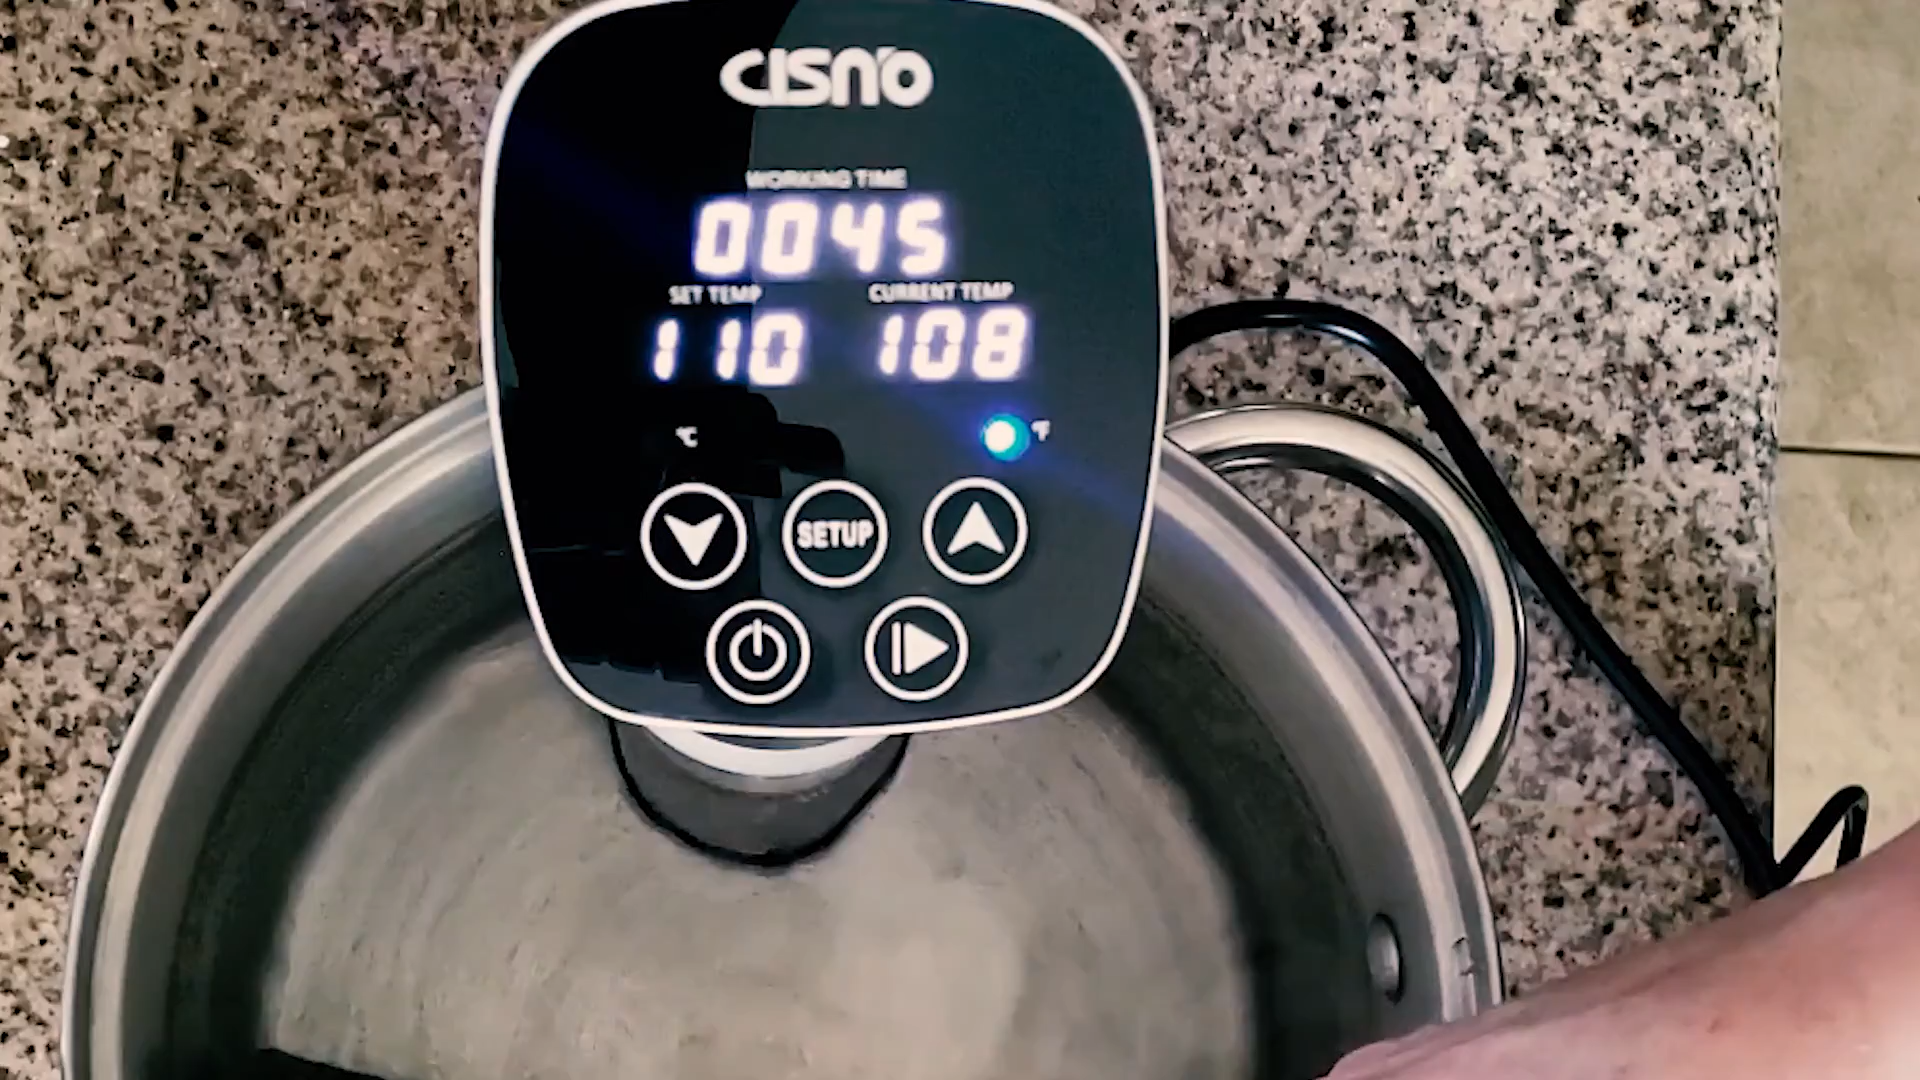 CISNO
WORKING TIME
0045
SET TEMP CURRENT TEMP
110 108
°C °F
SETUP